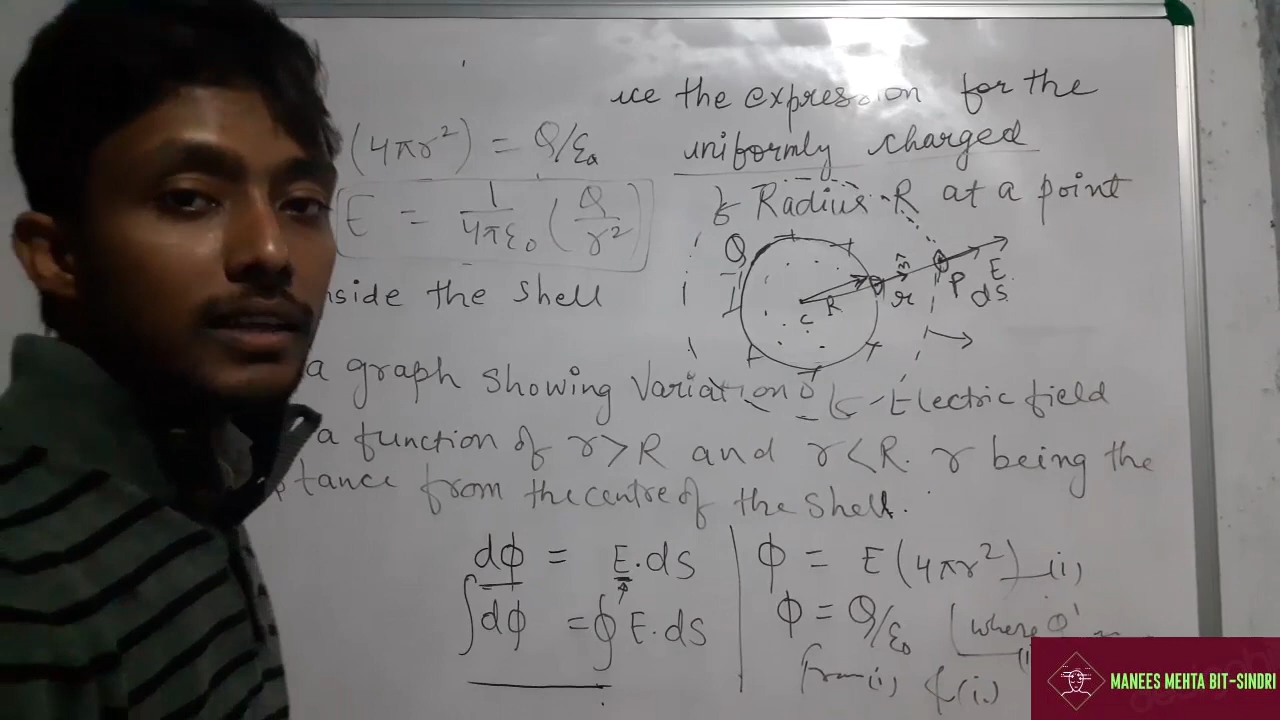 uce the expression for the
uniformly charged
of Radius R at a point
(4πr²) = Q/ε₀
E = 1/4πε₀ (Q/r²)
nside the shell
Q
C
R
r
P
E
ds
a graph showing Variation of Electric field
a function of r>R and r<R. r being the
tance from the centre of the shell.
dφ = E.ds
∫dφ = ∮E.ds
φ = E(4πr²) —(i)
φ = Q/ε₀ (where Q
from (i) & (i)
MANEES MEHTA BIT-SINDRI